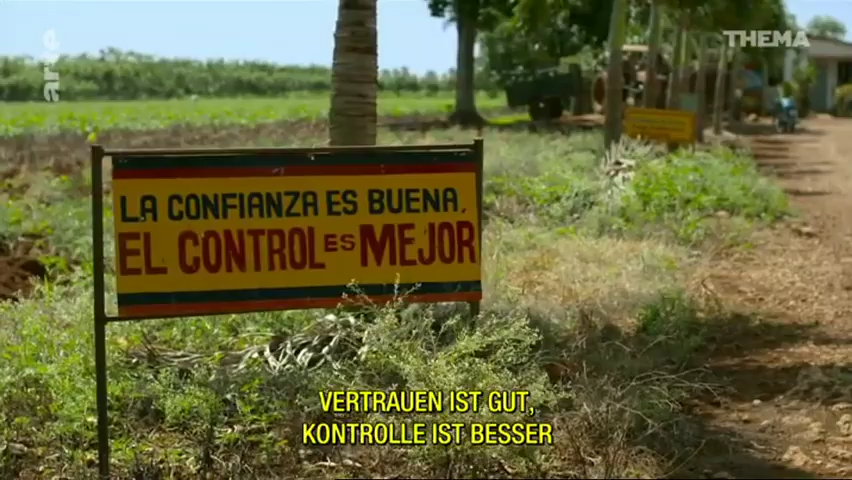 arte
THEMA
LA CONFIANZA ES BUENA,
EL CONTROL ES MEJOR
VERTRAUEN IST GUT,
KONTROLLE IST BESSER